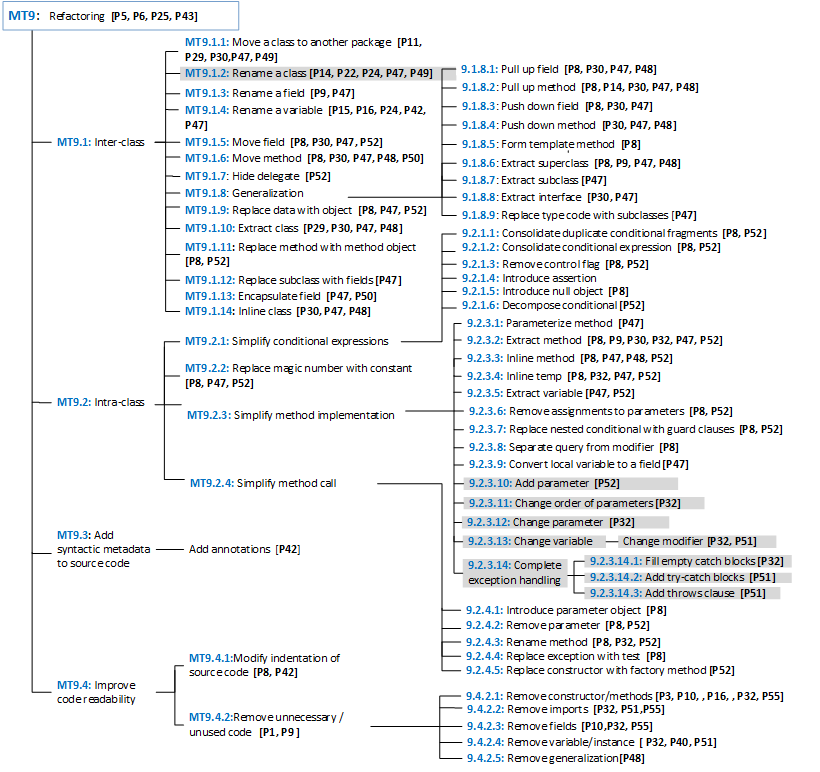 MT9: Refactoring [P5, P6, P25, P43]
MT9.1: Inter-class
MT9.1.1: Move a class to another package [P11,
P29, P30,P47, P49]
MT9.1.2: Rename a class [P14, P22, P24, P47, P49]
MT9.1.3: Rename a field [P9, P47]
MT9.1.4: Rename a variable [P15, P16, P24, P42,
P47]
MT9.1.5: Move field [P8, P30, P47, P52]
MT9.1.6: Move method [P8, P30, P47, P48, P50]
MT9.1.7: Hide delegate [P52]
MT9.1.8: Generalization
MT9.1.9: Replace data with object [P8, P47, P52]
MT9.1.10: Extract class [P29, P30, P47, P48]
MT9.1.11: Replace method with method object
[P8, P52]
MT9.1.12: Replace subclass with fields [P47]
MT9.1.13: Encapsulate field [P47, P50]
MT9.1.14: Inline class [P30, P47, P48]
9.1.8.1: Pull up field [P8, P30, P47, P48]
9.1.8.2: Pull up method [P8, P14, P30, P47, P48]
9.1.8.3: Push down field [P8, P30, P47]
9.1.8.4: Push down method [P30, P47, P48]
9.1.8.5: Form template method [P8]
9.1.8.6: Extract superclass [P8, P9, P47, P48]
9.1.8.7: Extract subclass [P47]
9.1.8.8: Extract interface [P30, P47]
9.1.8.9: Replace type code with subclasses [P47]
MT9.2: Intra-class
MT9.2.1: Simplify conditional expressions
9.2.1.1: Consolidate duplicate conditional fragments [P8, P52]
9.2.1.2: Consolidate conditional expression [P8, P52]
9.2.1.3: Remove control flag [P8, P52]
9.2.1.4: Introduce assertion
9.2.1.5: Introduce null object [P8]
9.2.1.6: Decompose conditional [P52]
MT9.2.2: Replace magic number with constant
[P8, P47, P52]
MT9.2.3: Simplify method implementation
9.2.3.1: Parameterize method [P47]
9.2.3.2: Extract method [P8, P9, P30, P32, P47, P52]
9.2.3.3: Inline method [P8, P47, P48, P52]
9.2.3.4: Inline temp [P8, P32, P47, P52]
9.2.3.5: Extract variable [P47, P52]
9.2.3.6: Remove assignments to parameters [P8, P52]
9.2.3.7: Replace nested conditional with guard clauses [P8, P52]
9.2.3.8: Separate query from modifier [P8]
9.2.3.9: Convert local variable to a field [P47]
9.2.3.10: Add parameter [P52]
9.2.3.11: Change order of parameters [P32]
9.2.3.12: Change parameter [P32]
9.2.3.13: Change variable
Change modifier [P32, P51]
9.2.3.14: Complete
exception handling
9.2.3.14.1: Fill empty catch blocks [P32]
9.2.3.14.2: Add try-catch blocks [P51]
9.2.3.14.3: Add throws clause [P51]
MT9.2.4: Simplify method call
9.2.4.1: Introduce parameter object [P8]
9.2.4.2: Remove parameter [P8, P52]
9.2.4.3: Rename method [P8, P32, P52]
9.2.4.4: Replace exception with test [P8]
9.2.4.5: Replace constructor with factory method [P52]
MT9.3: Add
syntactic metadata
to source code
Add annotations [P42]
MT9.4: Improve
code readability
MT9.4.1:Modify indentation of
source code [P8, P42]
MT9.4.2:Remove unnecessary /
unused code [P1, P9 ]
9.4.2.1: Remove constructor/methods [P3, P10, , P16, , P32, P55]
9.4.2.2: Remove imports [P32, P51,P55]
9.4.2.3: Remove fields [P10,P32, P55]
9.4.2.4: Remove variable/instance [ P32, P40, P51]
9.4.2.5: Remove generalization[P48]